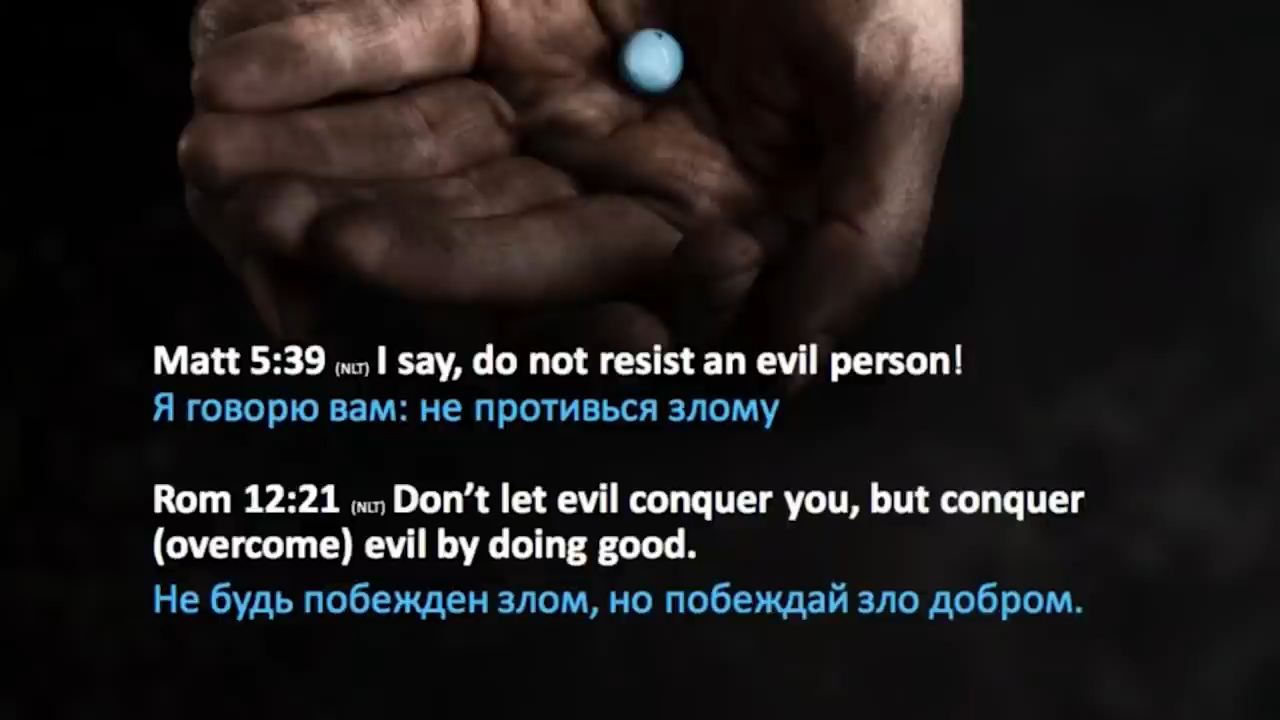 Matt 5:39 (NLT) I say, do not resist an evil person!
Я говорю вам: не противься злому
Rom 12:21 (NLT) Don’t let evil conquer you, but conquer
(overcome) evil by doing good.
Не будь побежден злом, но побеждай зло добром.